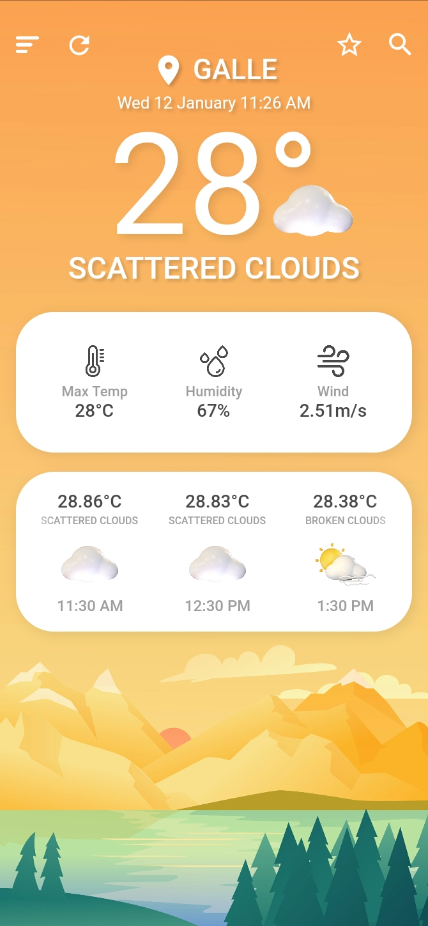 GALLE
Wed 12 January 11:26 AM
28°
SCATTERED CLOUDS
Max Temp Humidity Wind
28°C 67% 2.51m/s
28.86°C 28.83°C 28.38°C
SCATTERED CLOUDS SCATTERED CLOUDS BROKEN CLOUDS
11:30 AM 12:30 PM 1:30 PM